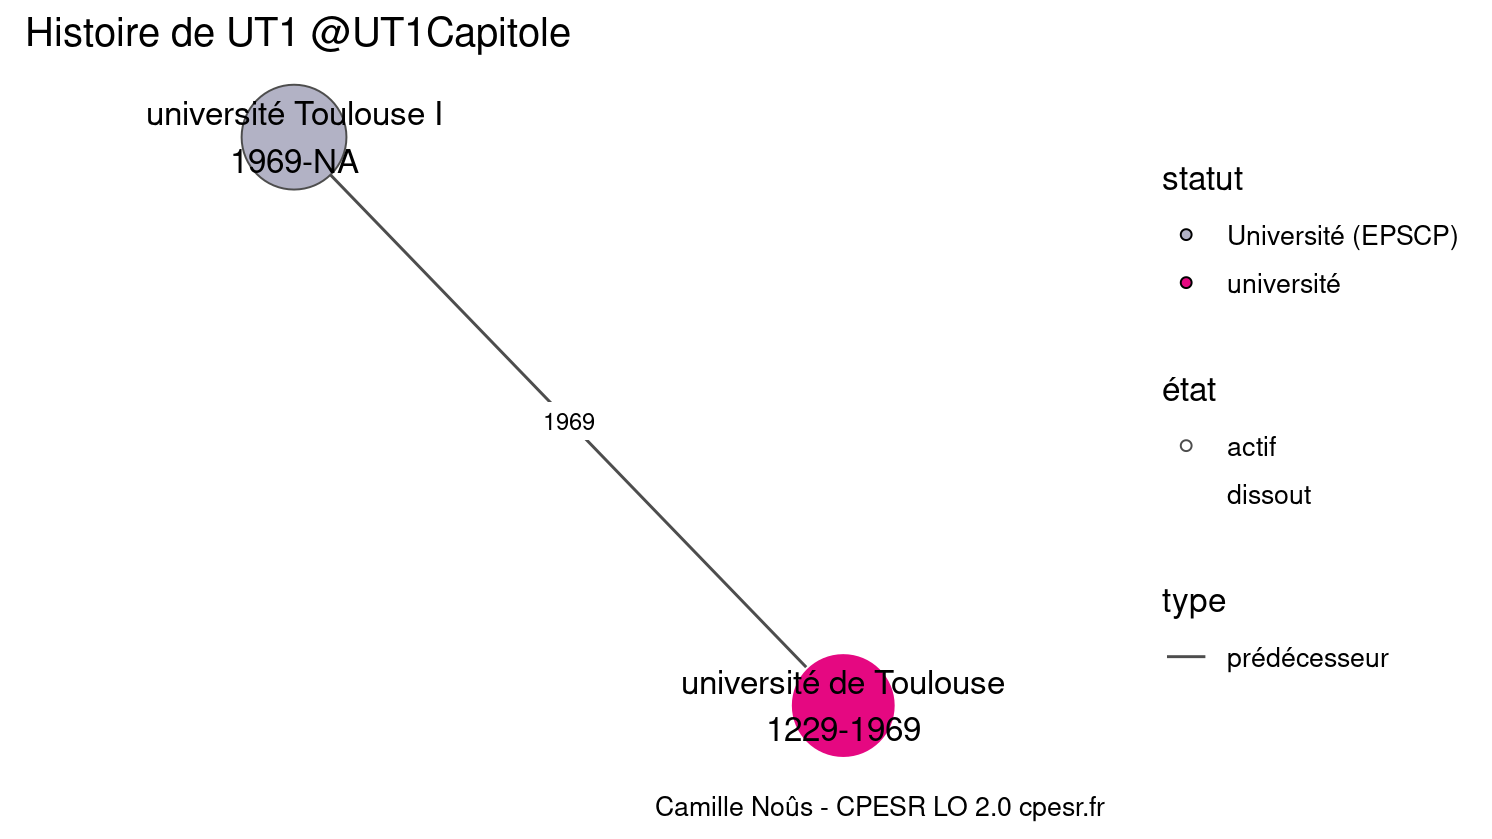 Histoire de UT1 @UT1Capitole
université Toulouse I
1969-NA
1969
université de Toulouse
1229-1969
statut
Université (EPSCP)
université
état
actif
dissout
type
prédécesseur
Camille Noûs - CPESR LO 2.0 cpesr.fr